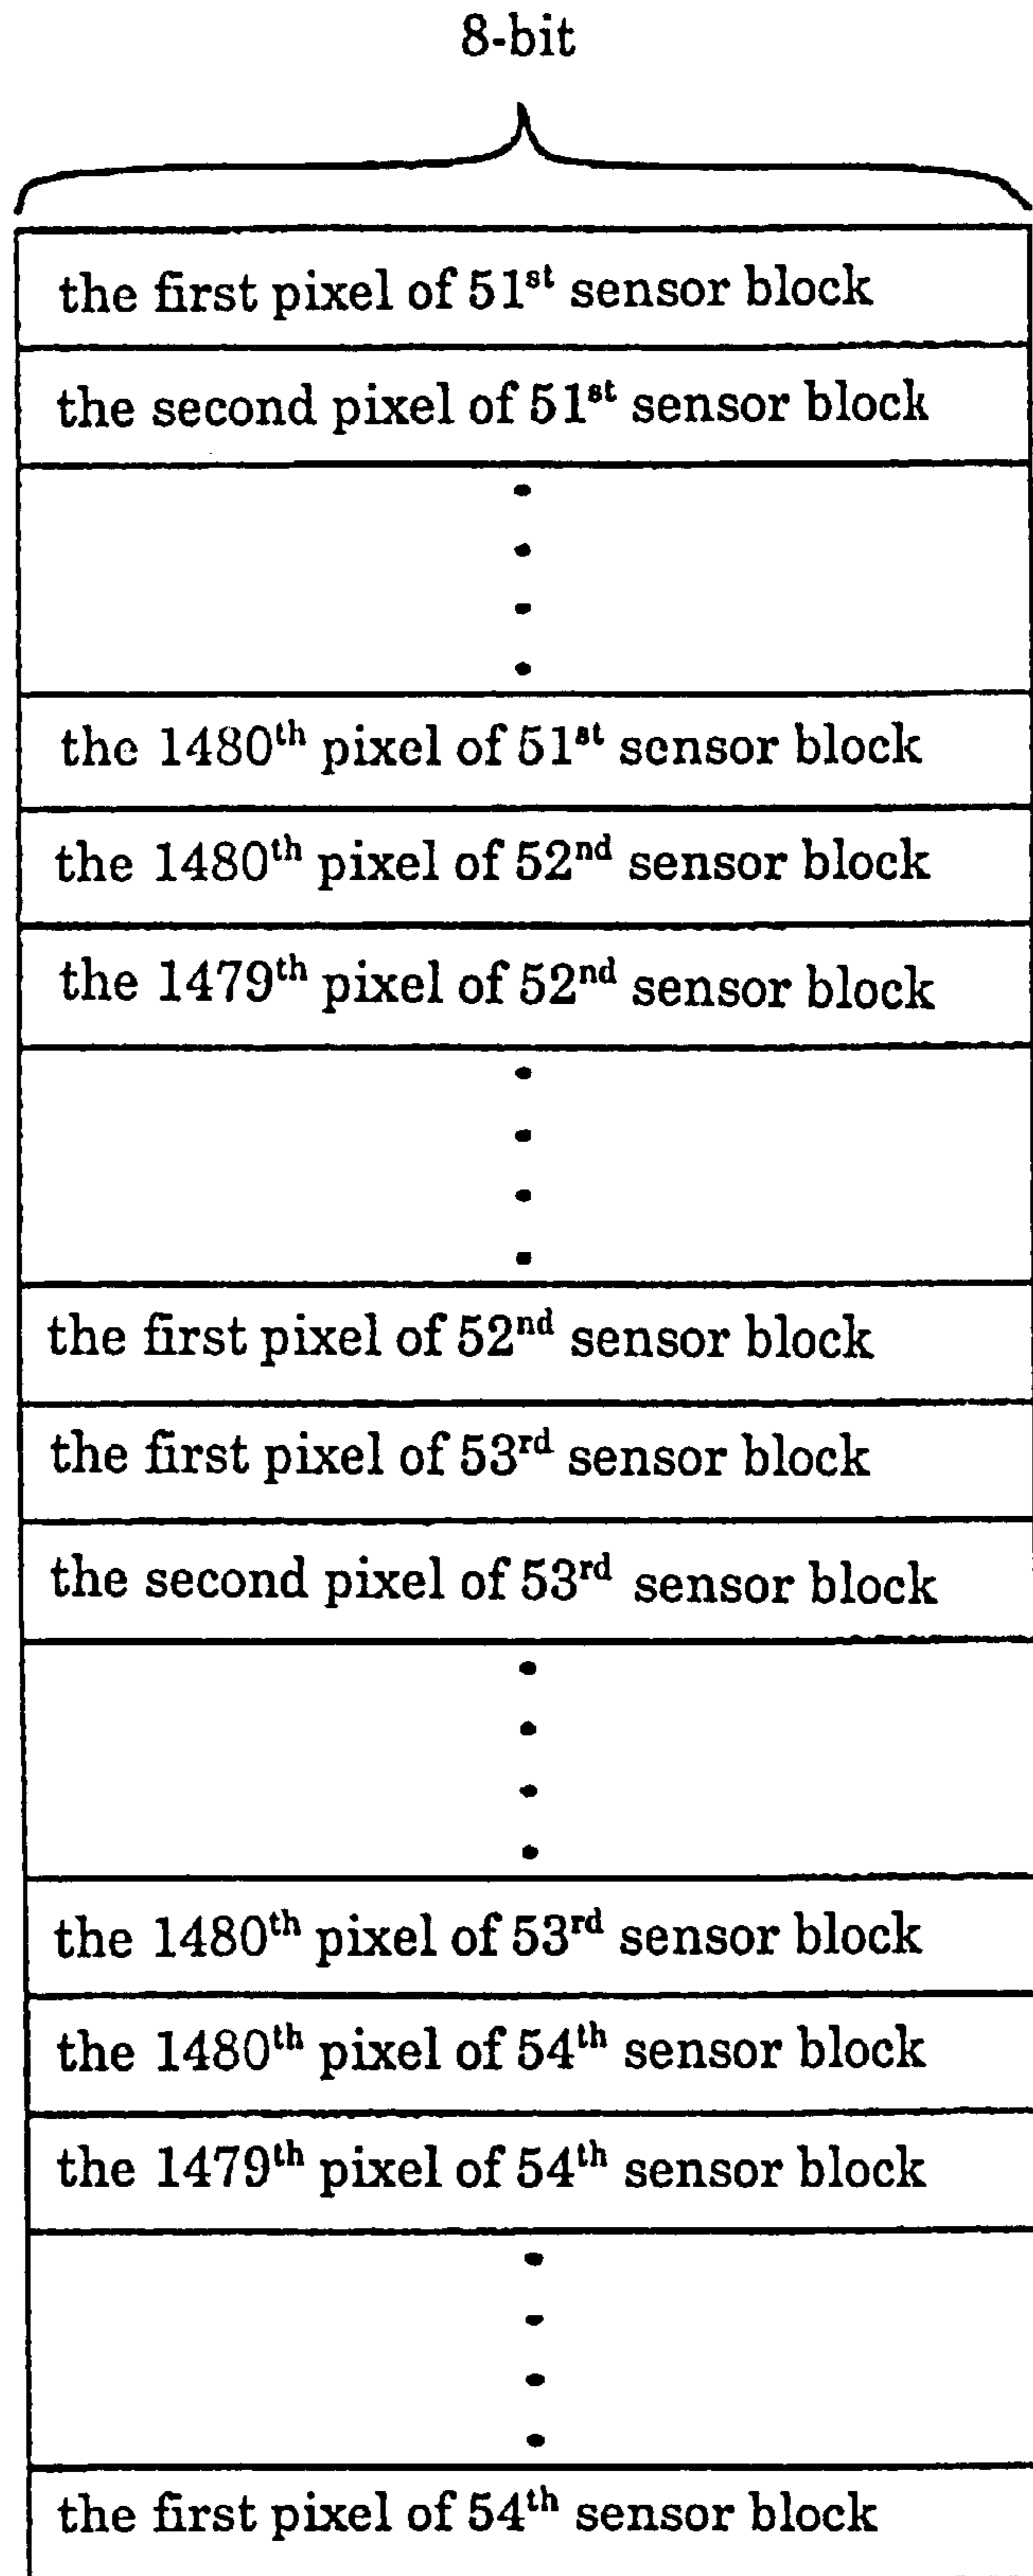 8-bit
the first pixel of 51st sensor block
the second pixel of 51st sensor block
the 1480th pixel of 51st sensor block
the 1480th pixel of 52nd sensor block
the 1479th pixel of 52nd sensor block
the first pixel of 52nd sensor block
the first pixel of 53rd sensor block
the second pixel of 53rd sensor block
the 1480th pixel of 53rd sensor block
the 1480th pixel of 54th sensor block
the 1479th pixel of 54th sensor block
the first pixel of 54th sensor block